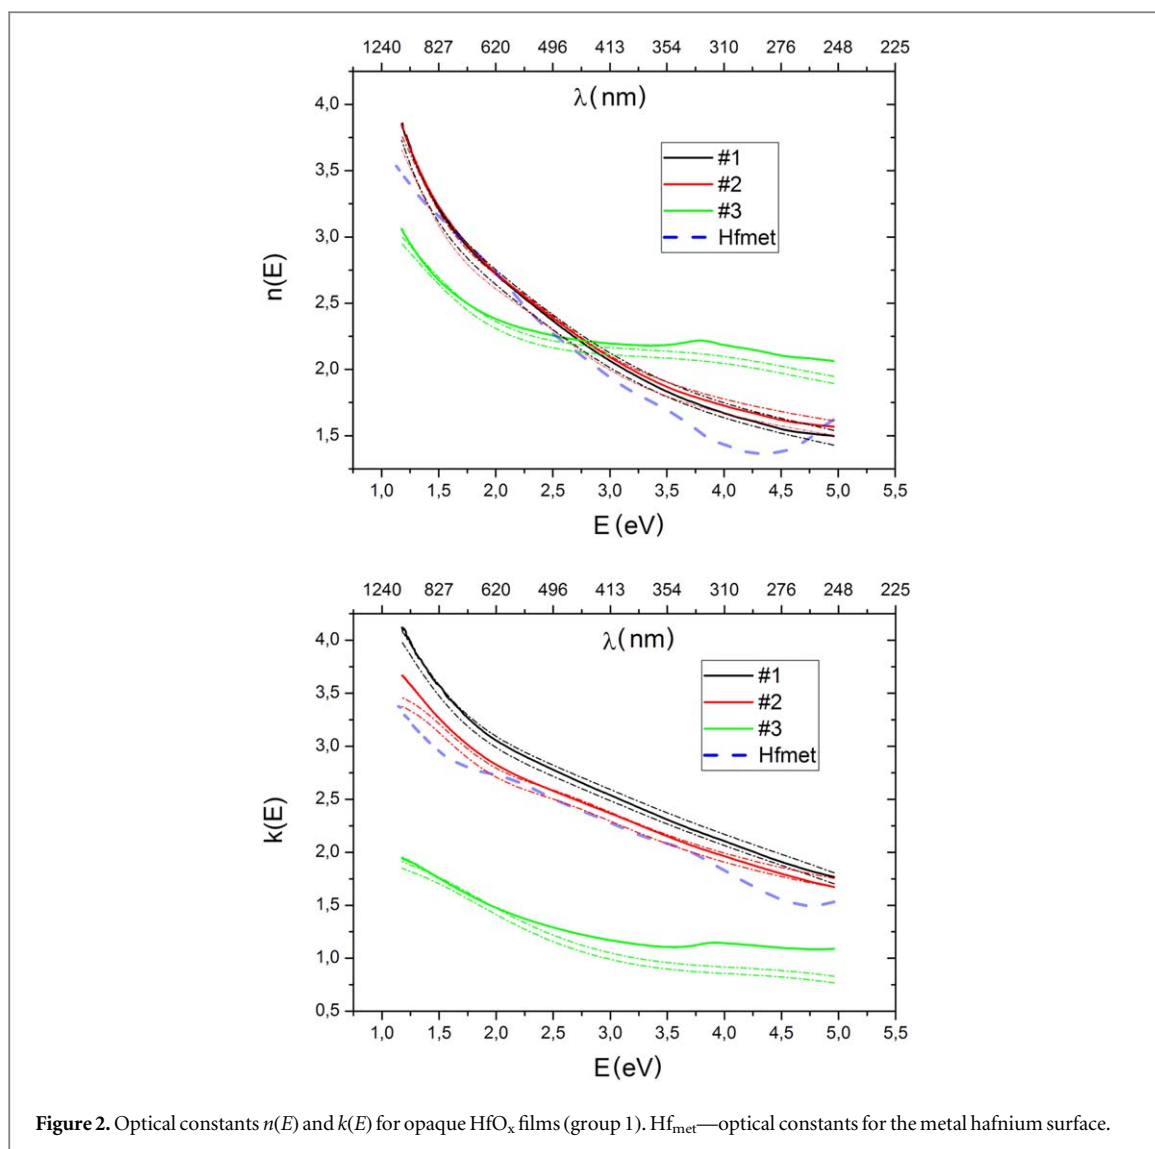 1240 827 620 496 413 354 310 276 248 225
λ(nm)
4,0
3,5
3,0
2,5
2,0
1,5
n(E)
#1
#2
#3
Hfmet
1,0 1,5 2,0 2,5 3,0 3,5 4,0 4,5 5,0 5,5
E (eV)
1240 827 620 496 413 354 310 276 248 225
λ(nm)
4,0
3,5
3,0
2,5
2,0
1,5
1,0
0,5
k(E)
#1
#2
#3
Hfmet
1,0 1,5 2,0 2,5 3,0 3,5 4,0 4,5 5,0 5,5
E (eV)
Figure 2. Optical constants n(E) and k(E) for opaque HfOx films (group 1). Hfmet—optical constants for the metal hafnium surface.